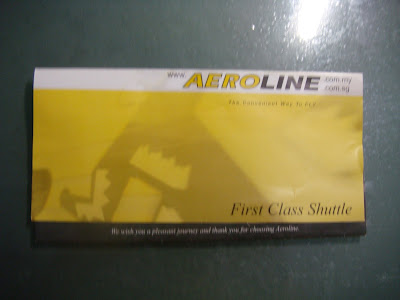 www. AEROLINE .com.my
.com.sg
The Convenient Way To Fly
First Class Shuttle
We wish you a pleasant journey and thank you for choosing Aeroline.